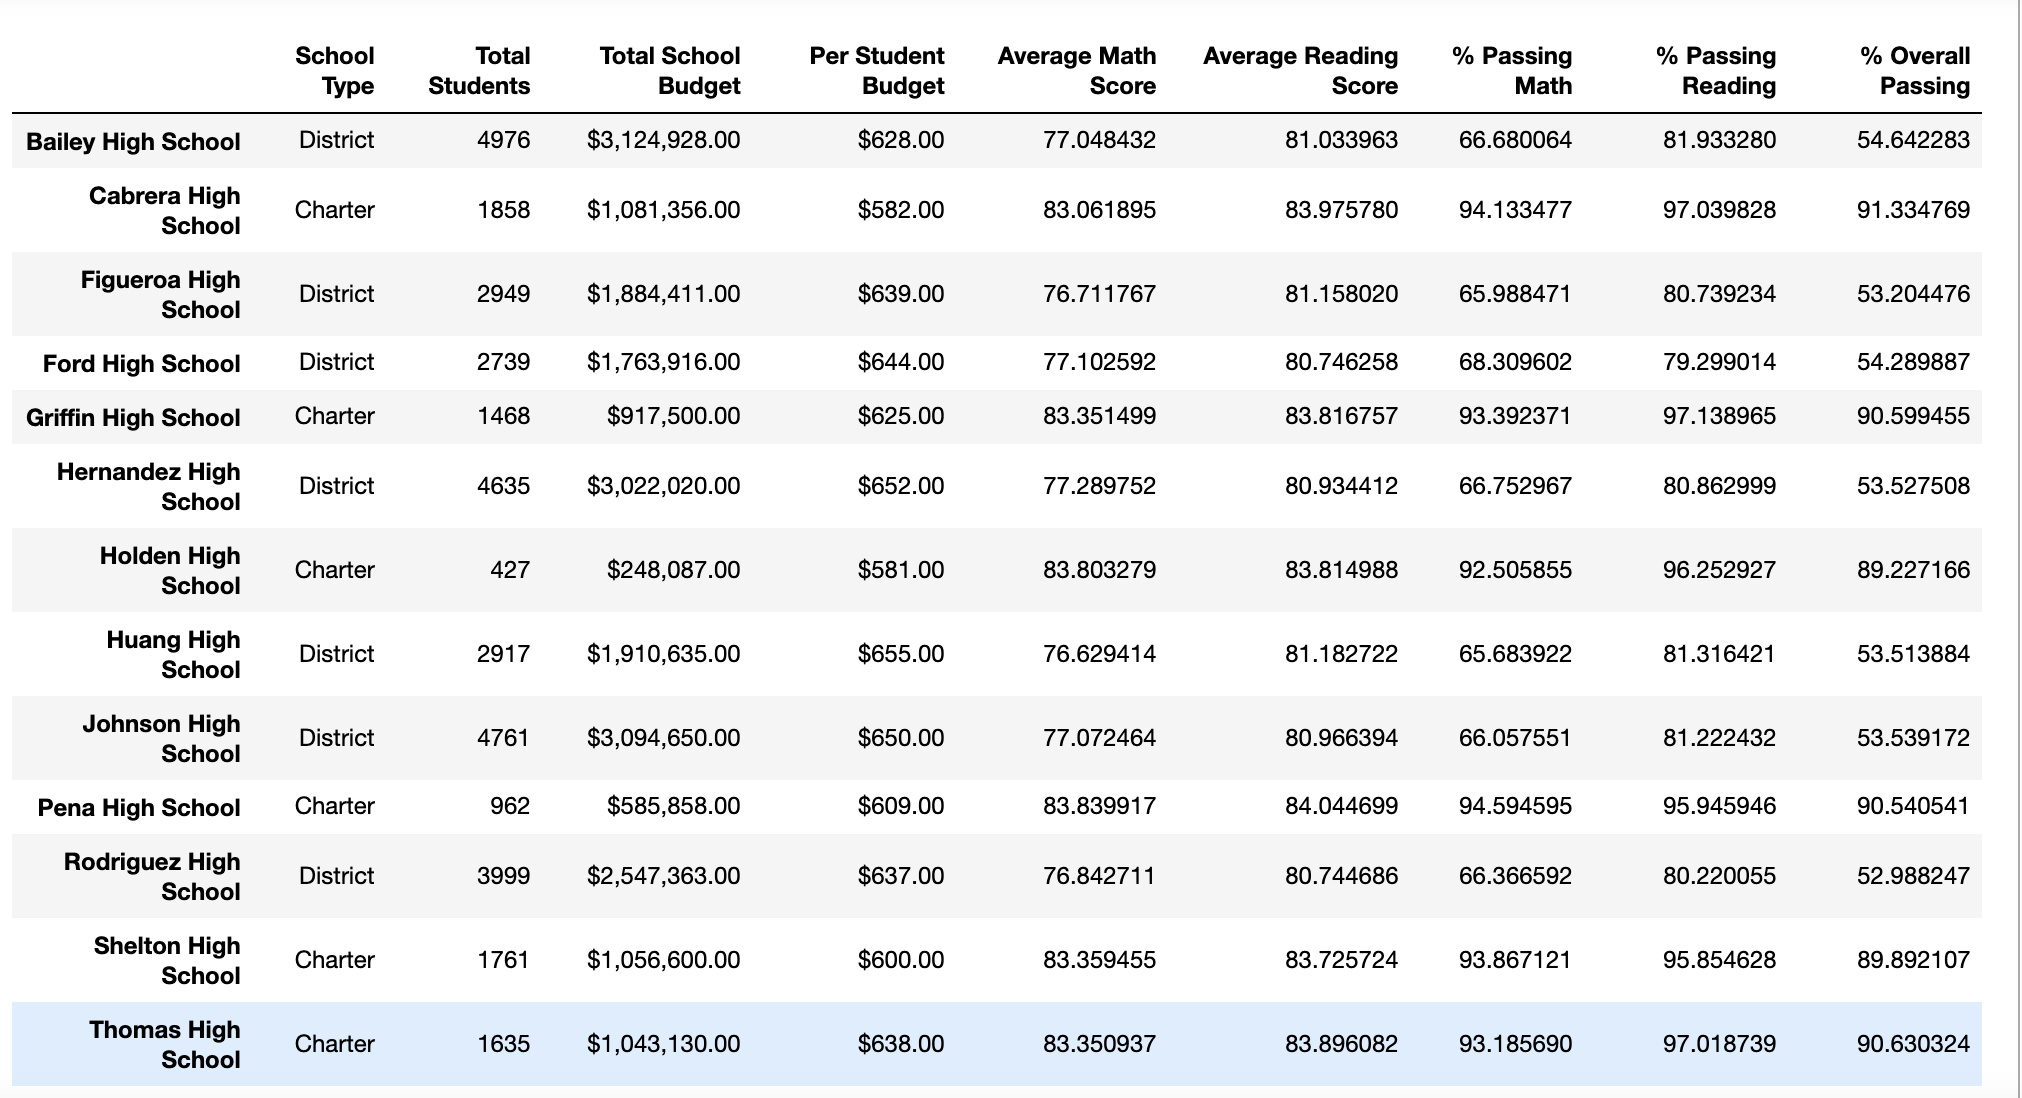 School Type Total Students Total School Budget Per Student Budget Average Math Score Average Reading Score % Passing Math % Passing Reading % Overall Passing
Bailey High School District 4976 $3,124,928.00 $628.00 77.048432 81.033963 66.680064 81.933280 54.642283
Cabrera High School Charter 1858 $1,081,356.00 $582.00 83.061895 83.975780 94.133477 97.039828 91.334769
Figueroa High School District 2949 $1,884,411.00 $639.00 76.711767 81.158020 65.988471 80.739234 53.204476
Ford High School District 2739 $1,763,916.00 $644.00 77.102592 80.746258 68.309602 79.299014 54.289887
Griffin High School Charter 1468 $917,500.00 $625.00 83.351499 83.816757 93.392371 97.138965 90.599455
Hernandez High School District 4635 $3,022,020.00 $652.00 77.289752 80.934412 66.752967 80.862999 53.527508
Holden High School Charter 427 $248,087.00 $581.00 83.803279 83.814988 92.505855 96.252927 89.227166
Huang High School District 2917 $1,910,635.00 $655.00 76.629414 81.182722 65.683922 81.316421 53.513884
Johnson High School District 4761 $3,094,650.00 $650.00 77.072464 80.966394 66.057551 81.222432 53.539172
Pena High School Charter 962 $585,858.00 $609.00 83.839917 84.044699 94.594595 95.945946 90.540541
Rodriguez High School District 3999 $2,547,363.00 $637.00 76.842711 80.744686 66.366592 80.220055 52.988247
Shelton High School Charter 1761 $1,056,600.00 $600.00 83.359455 83.725724 93.867121 95.854628 89.892107
Thomas High School Charter 1635 $1,043,130.00 $638.00 83.350937 83.896082 93.185690 97.018739 90.630324